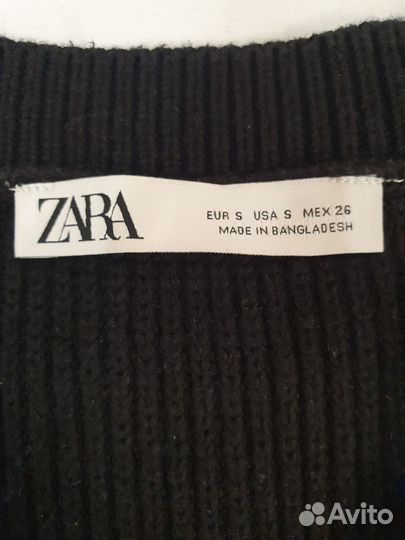 ZARA
EUR S USA S MEX 26
MADE IN BANGLADESH
Avito